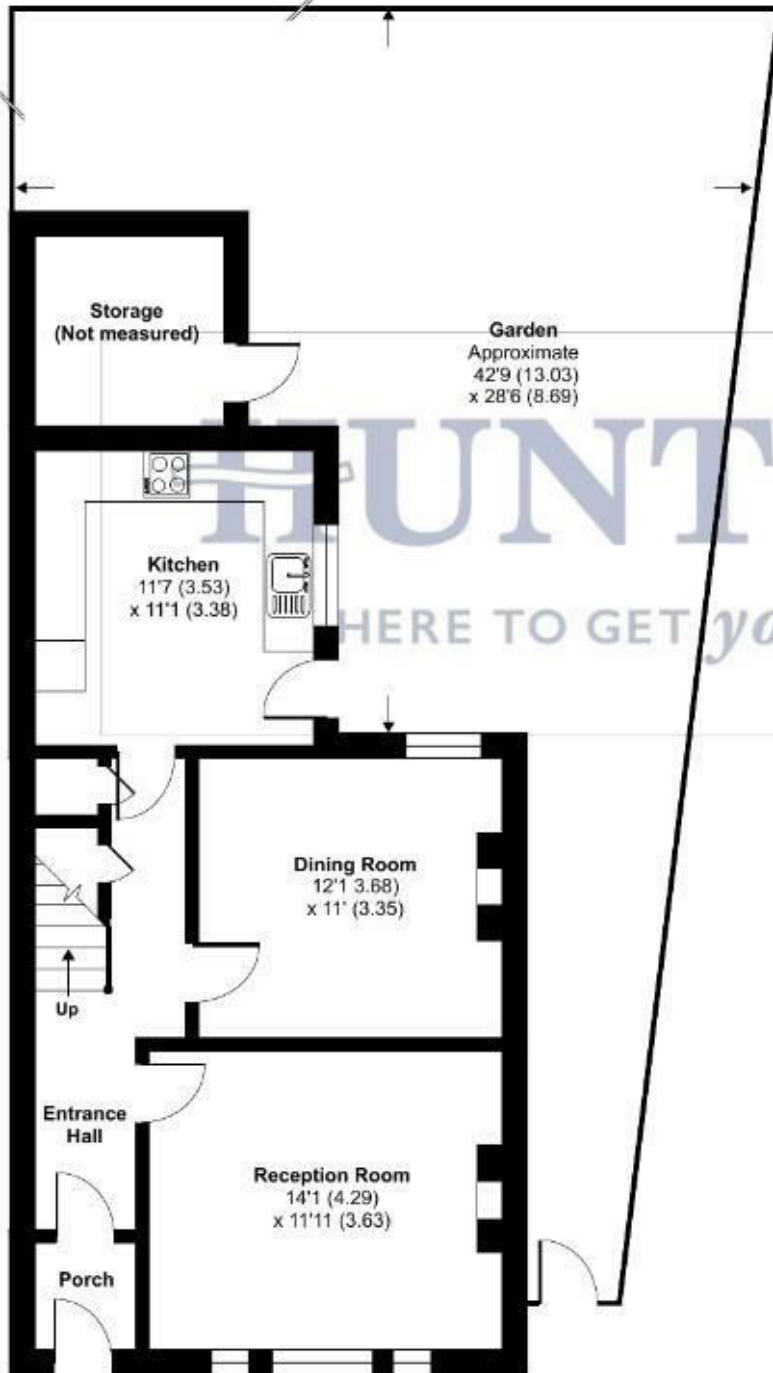 Storage
(Not measured)
Garden
Approximate
42'9 (13.03)
x 28'6 (8.69)
HUNT
HERE TO GET yo
Kitchen
11'7 (3.53)
x 11'1 (3.38)
Dining Room
12'1 3.68)
x 11' (3.35)
Up
Entrance
Hall
Reception Room
14'1 (4.29)
x 11'11 (3.63)
Porch